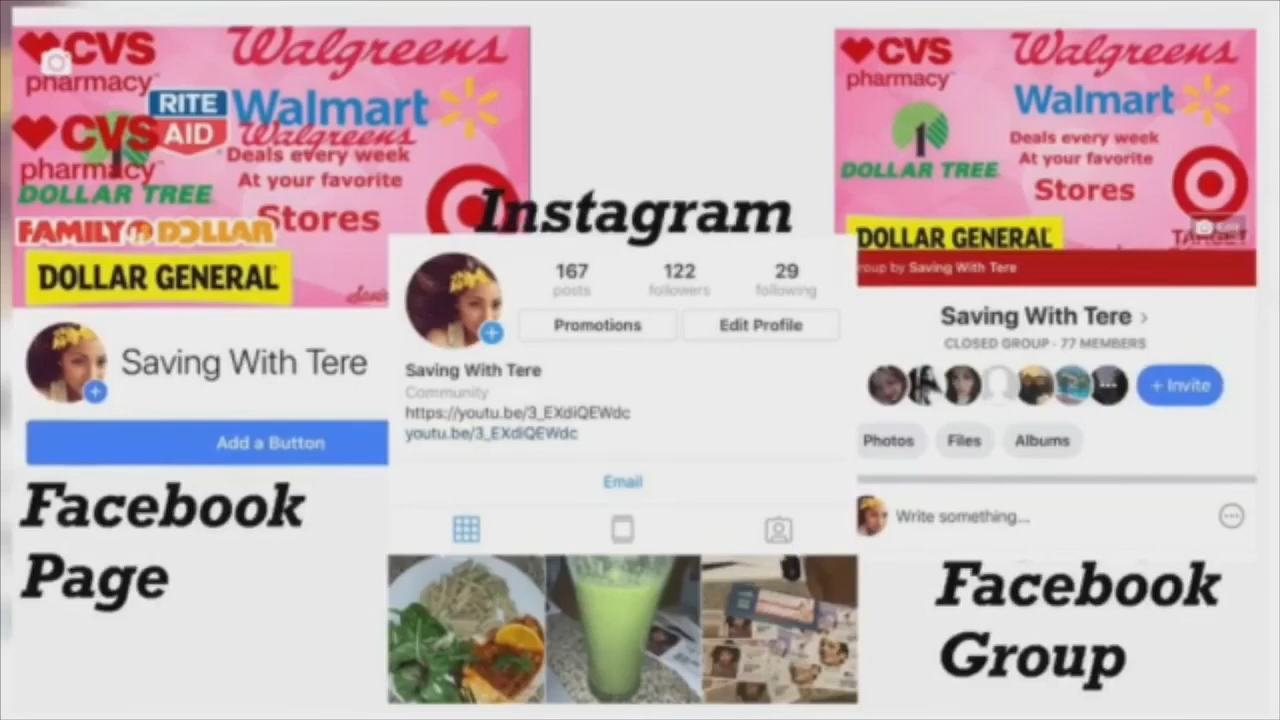 CVS
pharmacy
Walgreens
RITE
AID
Walmart
CVS
pharmacy
Walgreens
DOLLAR TREE
Deals every week
At your favorite
Stores
FAMILY DOLLAR
DOLLAR GENERAL
Saving With Tere
Add a Button
Facebook
Page
Instagram
167
posts
122
followers
29
following
Promotions
Edit Profile
Saving With Tere
Community
https://youtu.be/3_EXdiQEWdc
youtu.be/3_EXdiQEWdc
Email
CVS
pharmacy
Walgreens
Walmart
DOLLAR TREE
Deals every week
At your favorite
Stores
DOLLAR GENERAL
TARGET
Edit
roup by Saving With Tere
Saving With Tere ›
CLOSED GROUP · 77 MEMBERS
+ Invite
Photos
Files
Albums
Write something...
Facebook
Group